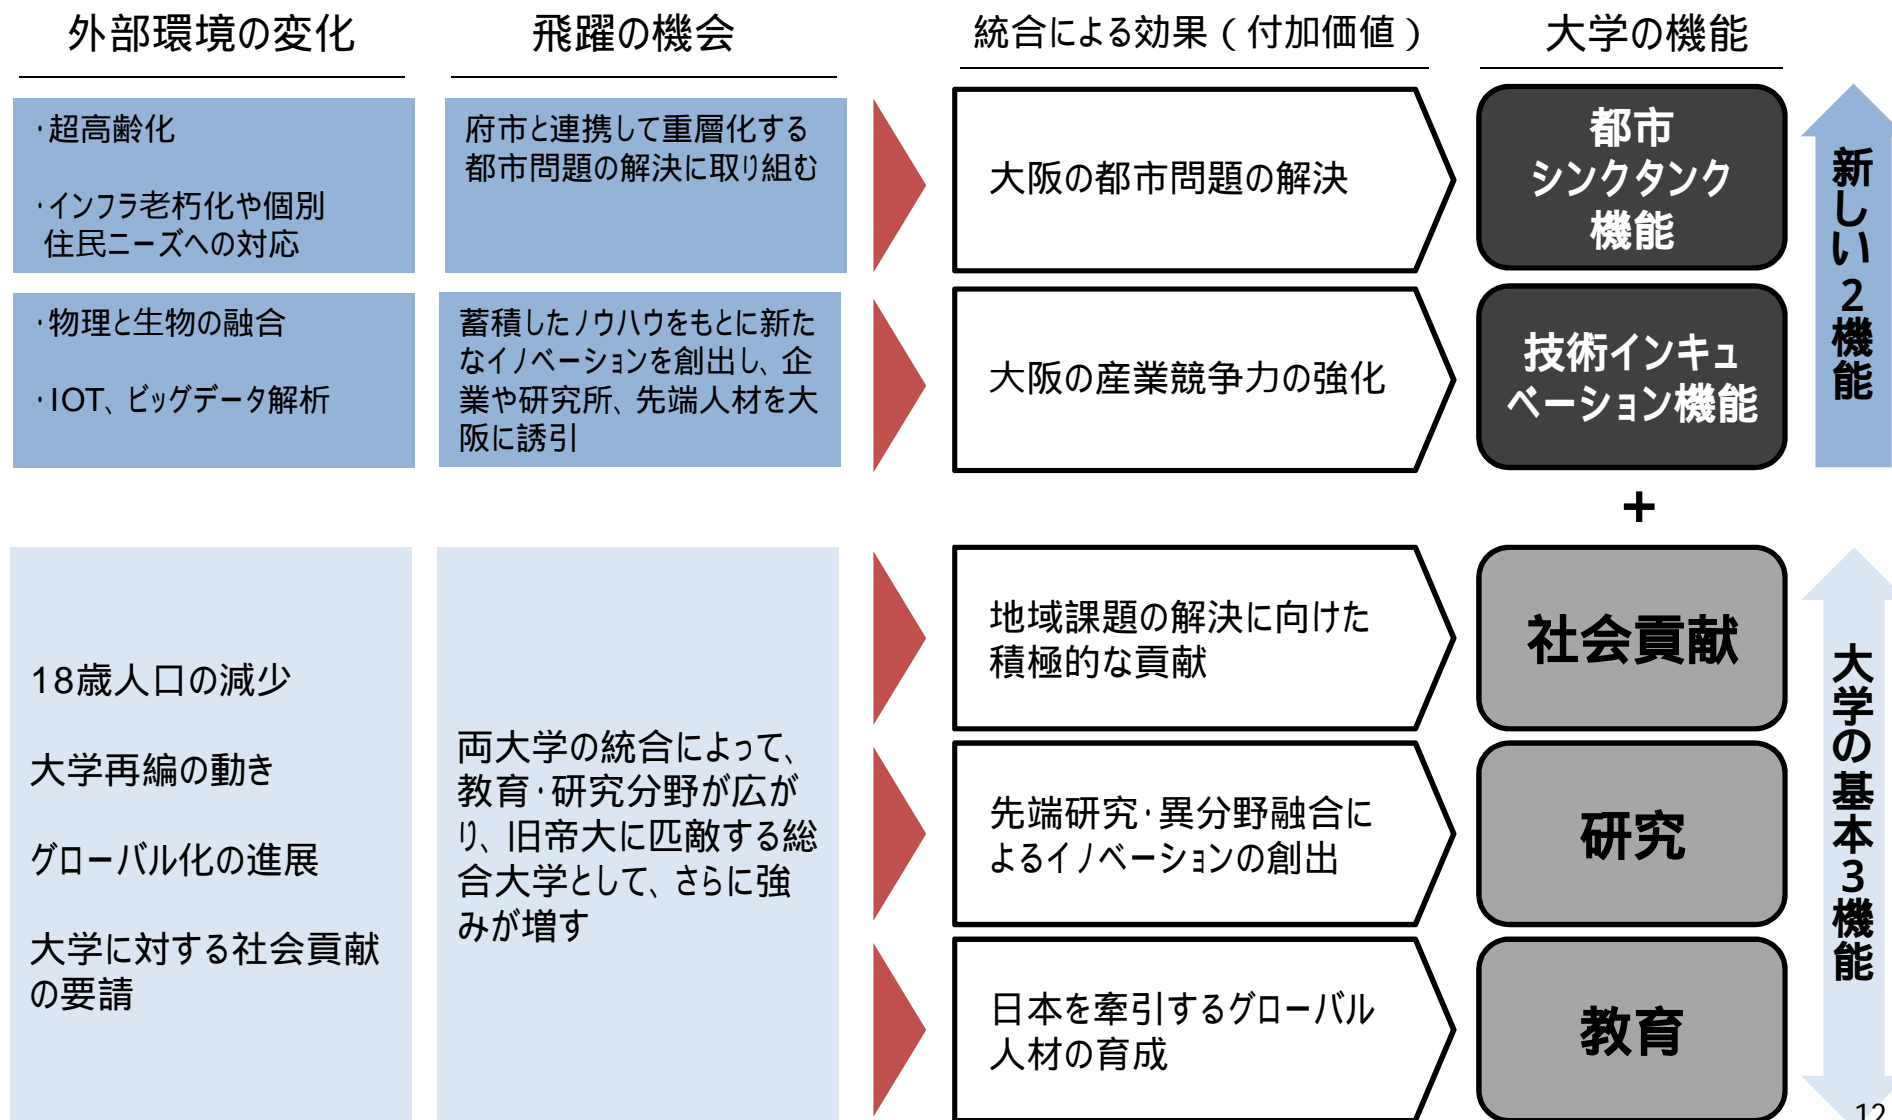 外部環境の変化
飛躍の機会
統合による効果(付加価値)
大学の機能
・超高齢化
・インフラ老朽化や個別
住民ニーズへの対応
府市と連携して重層化する
都市問題の解決に取り組む
大阪の都市問題の解決
都市
シンクタンク
機能
・物理と生物の融合
・IOT、ビッグデータ解析
蓄積したノウハウをもとに新た
なイノベーションを創出し、企
業や研究所、先端人材を大
阪に誘引
大阪の産業競争力の強化
技術インキュ
ベーション機能
新しい2機能
+
18歳人口の減少
大学再編の動き
グローバル化の進展
大学に対する社会貢献
の要請
両大学の統合によって、
教育・研究分野が広が
り、旧帝大に匹敵する総
合大学として、さらに強
みが増す
地域課題の解決に向けた
積極的な貢献
社会貢献
先端研究・異分野融合に
よるイノベーションの創出
研究
日本を牽引するグローバル
人材の育成
教育
大学の基本3機能
12